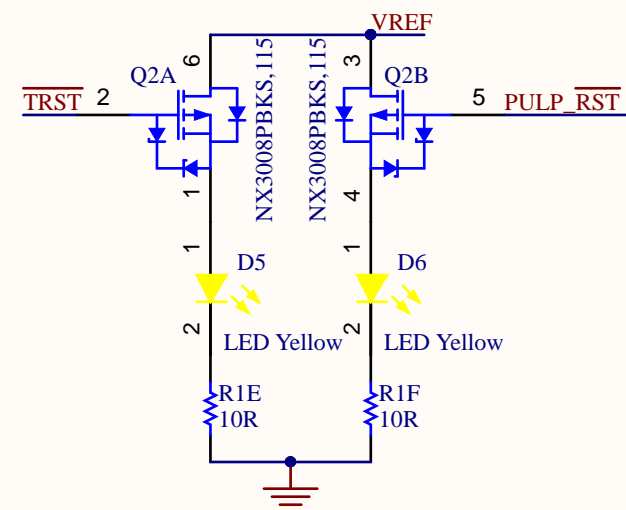 VREF
6
3
Q2A
Q2B
NX3008PBKS,115
NX3008PBKS,115
TRST
2
5
PULP_RST
1
4
1
1
D5
D6
2
LED Yellow
2
LED Yellow
R1E
10R
R1F
10R